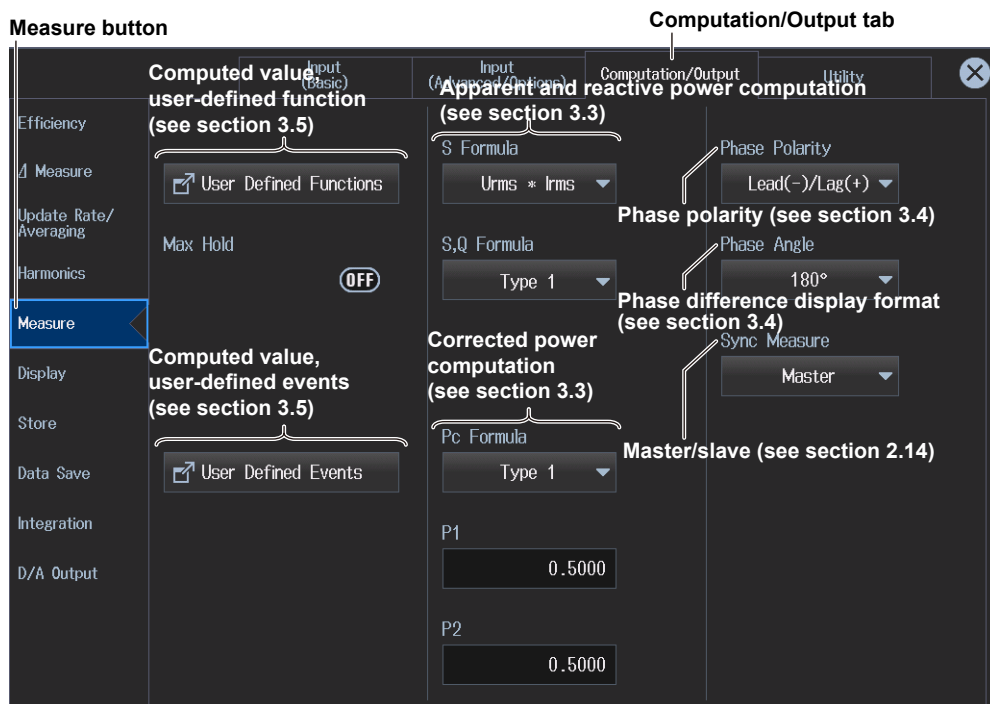 Measure button
Computation/Output tab
Input
(Basic)
Input
(Advanced/Options)
Computation/Output
Utility
Computed value,
user-defined function
(see section 3.5)
Apparent and reactive power computation
(see section 3.3)
Efficiency
Δ Measure
Update Rate/
Averaging
Harmonics
Measure
Display
Store
Data Save
Integration
D/A Output
User Defined Functions
Max Hold
OFF
Computed value,
user-defined events
(see section 3.5)
User Defined Events
S Formula
Urms * Irms
S,Q Formula
Type 1
Corrected power
computation
(see section 3.3)
Pc Formula
Type 1
P1
0.5000
P2
0.5000
Phase Polarity
Lead(-)/Lag(+)
Phase polarity (see section 3.4)
Phase Angle
180°
Phase difference display format
(see section 3.4)
Sync Measure
Master
Master/slave (see section 2.14)